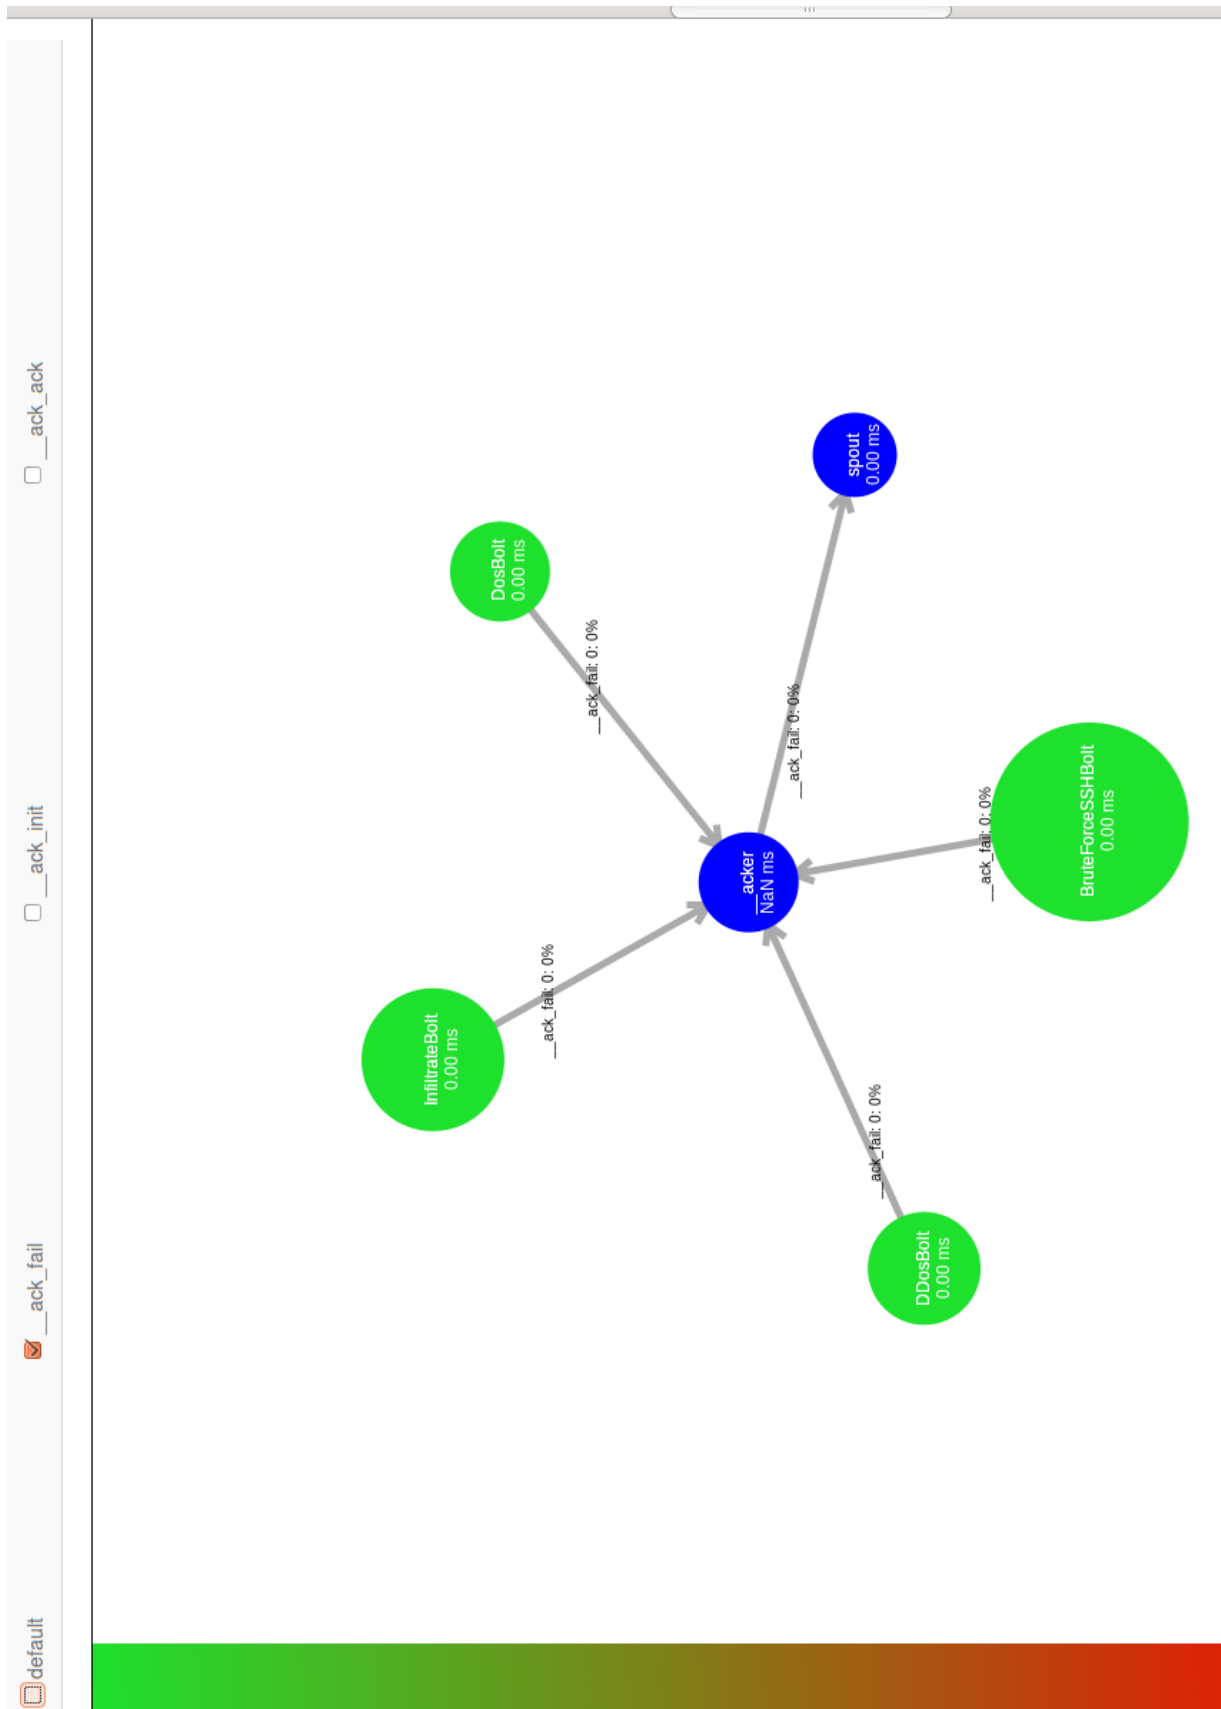 default
__ack_fail
__ack_init
__ack_ack
InfiltrateBolt
0.00 ms
__ack_fail: 0: 0%
DosBolt
0.00 ms
__ack_fail: 0: 0%
__acker
NaN ms
__ack_fail: 0: 0%
spout
0.00 ms
DDosBolt
0.00 ms
__ack_fail: 0: 0%
__ack_fail: 0: 0%
BruteForceSSHBolt
0.00 ms